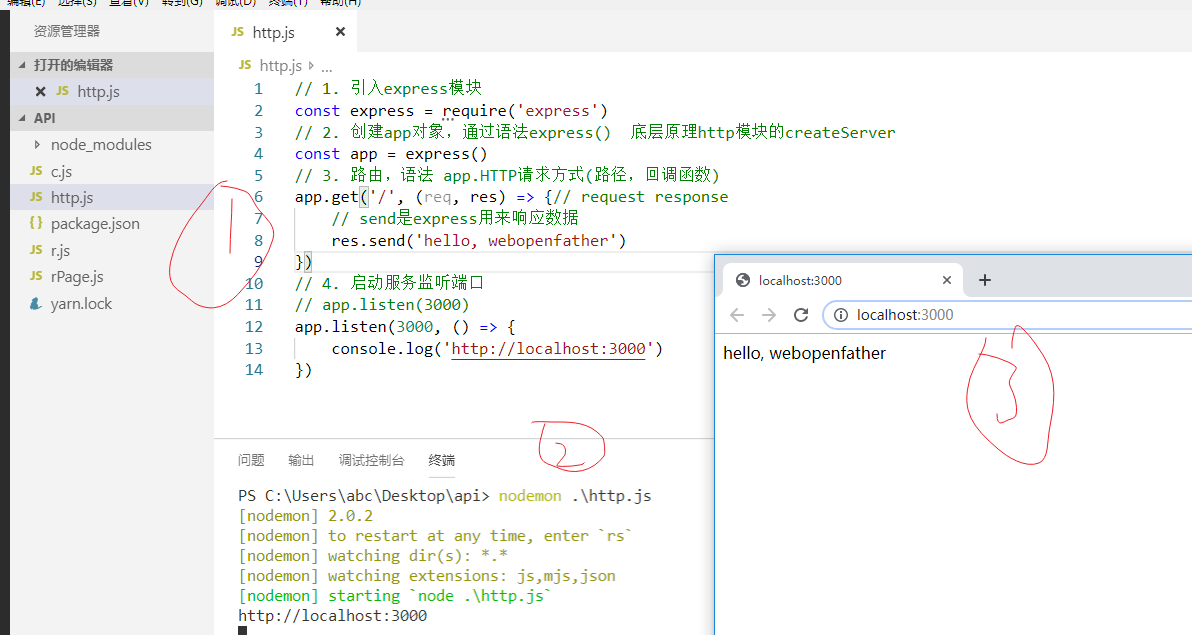 编辑(E) 选择(S) 查看(V) 转到(G) 调试(D) 终端(T) 帮助(H)
资源管理器
打开的编辑器
JS http.js
API
node_modules
JS c.js
JS http.js
{} package.json
JS r.js
JS rPage.js
yarn.lock
1
JS http.js
JS http.js ...
1 // 1. 引入express模块
2 const express = require('express')
3 // 2. 创建app对象，通过语法express() 底层原理http模块的createServer
4 const app = express()
5 // 3. 路由，语法 app.HTTP请求方式(路径，回调函数)
6 app.get('/', (req, res) => {// request response
7 // send是express用来响应数据
8 res.send('hello, webopenfather')
9 })
10 // 4. 启动服务监听端口
11 // app.listen(3000)
12 app.listen(3000, () => {
13 console.log('http://localhost:3000')
14 })
2
问题 输出 调试控制台 终端
PS C:\Users\abc\Desktop\api> nodemon .\http.js
[nodemon] 2.0.2
[nodemon] to restart at any time, enter `rs`
[nodemon] watching dir(s): *.*
[nodemon] watching extensions: js,mjs,json
[nodemon] starting `node .\http.js`
http://localhost:3000
localhost:3000
localhost:3000
hello, webopenfather
3